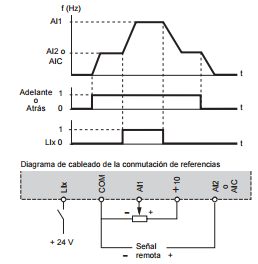 f (Hz)
AI1
AI2 o
AIC
t
Adelante
o
Atrás
1
0
t
1
LIx 0
t
Diagrama de cableado de la conmutación de referencias
LIx
COM
AI1
+ 10
AI2
o
AIC
− +
+ 24 V
Señal
− remota +